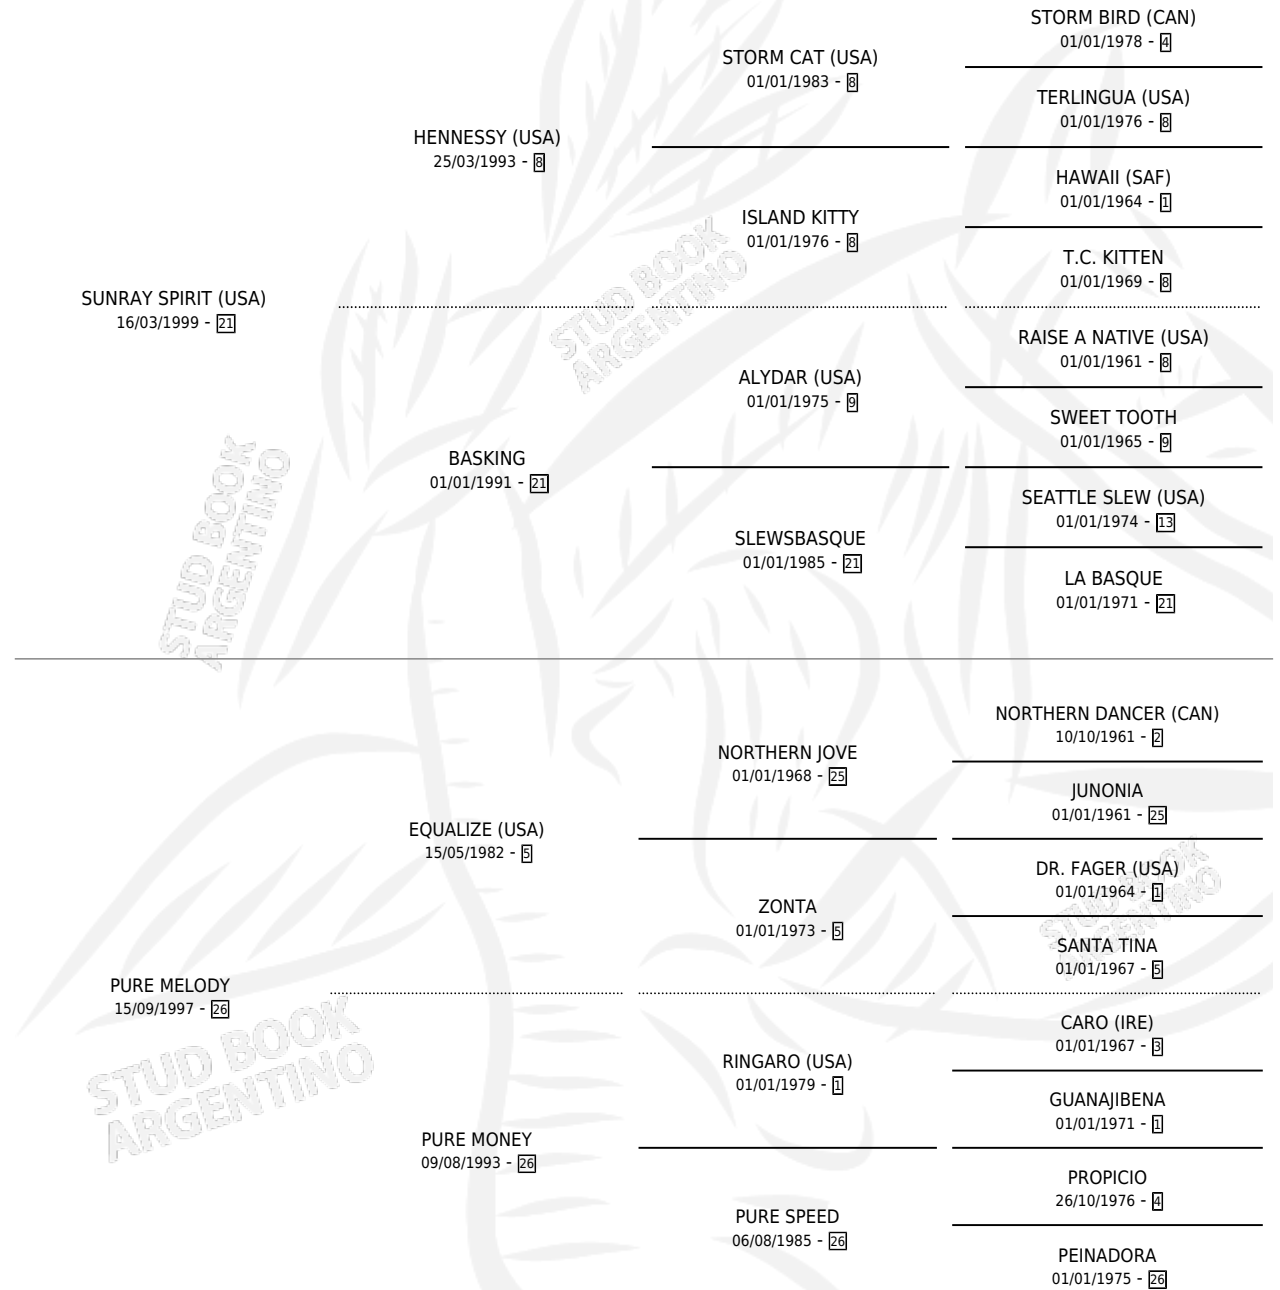 STORM BIRD (CAN)
01/01/1978 - 4
STORM CAT (USA)
01/01/1983 - 8
TERLINGUA (USA)
01/01/1976 - 8
HENNESSY (USA)
25/03/1993 - 8
HAWAII (SAF)
01/01/1964 - 1
ISLAND KITTY
01/01/1976 - 8
T.C. KITTEN
01/01/1969 - 8
SUNRAY SPIRIT (USA)
16/03/1999 - 21
RAISE A NATIVE (USA)
01/01/1961 - 8
ALYDAR (USA)
01/01/1975 - 9
SWEET TOOTH
01/01/1965 - 9
BASKING
01/01/1991 - 21
SEATTLE SLEW (USA)
01/01/1974 - 13
SLEWSBASQUE
01/01/1985 - 21
LA BASQUE
01/01/1971 - 21
NORTHERN DANCER (CAN)
10/10/1961 - 2
NORTHERN JOVE
01/01/1968 - 25
JUNONIA
01/01/1961 - 25
EQUALIZE (USA)
15/05/1982 - 5
DR. FAGER (USA)
01/01/1964 - 1
ZONTA
01/01/1973 - 5
SANTA TINA
01/01/1967 - 5
PURE MELODY
15/09/1997 - 26
CARO (IRE)
01/01/1967 - 3
RINGARO (USA)
01/01/1979 - 1
GUANAJIBENA
01/01/1971 - 1
PURE MONEY
09/08/1993 - 26
PROPICIO
26/10/1976 - 4
PURE SPEED
06/08/1985 - 26
PEINADORA
01/01/1975 - 26
STUD BOOK
ARGENTINO
STUD BOOK
ARGENTINO
STUD BOOK
ARGENTINO
STUD BOOK
ARGENTINO